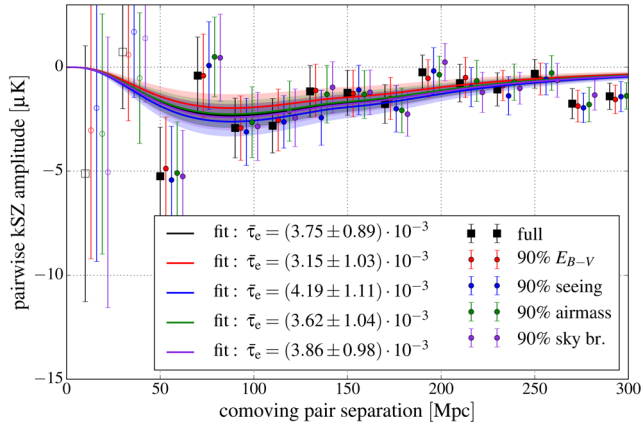 pairwise kSZ amplitude [μK]
0
−5
−10
−15
fit: τ̄e = (3.75 ± 0.89) · 10⁻³
fit: τ̄e = (3.15 ± 1.03) · 10⁻³
fit: τ̄e = (4.19 ± 1.11) · 10⁻³
fit: τ̄e = (3.62 ± 1.04) · 10⁻³
fit: τ̄e = (3.86 ± 0.98) · 10⁻³
full
90% E_{B−V}
90% seeing
90% airmass
90% sky br.
0 50 100 150 200 250 300
comoving pair separation [Mpc]